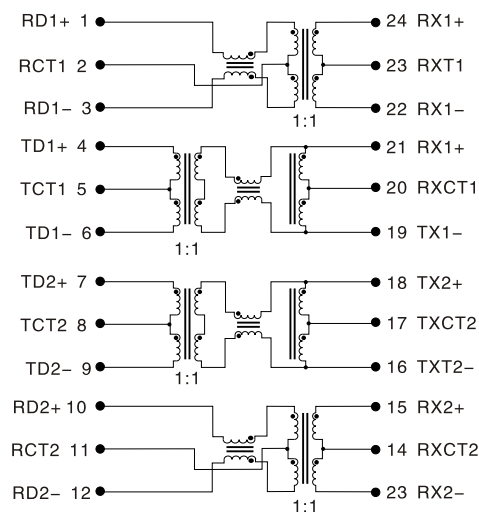 RD1+ 1 24 RX1+
RCT1 2 23 RXT1
RD1− 3 22 RX1−
1:1
TD1+ 4 21 RX1+
TCT1 5 20 RXCT1
TD1− 6 19 TX1−
1:1
TD2+ 7 18 TX2+
TCT2 8 17 TXCT2
TD2− 9 16 TXT2−
1:1
RD2+ 10 15 RX2+
RCT2 11 14 RXCT2
RD2− 12 23 RX2−
1:1